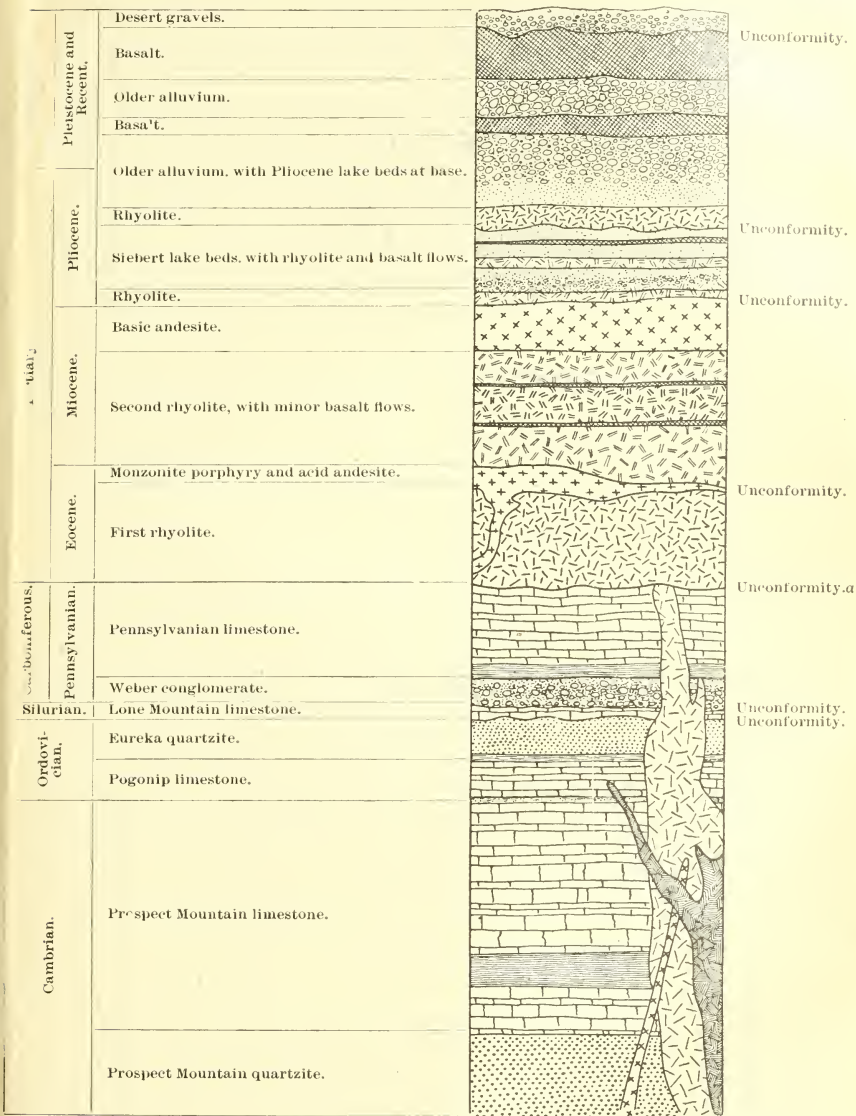 Pleistocene and
Recent.
Desert gravels.
Unconformity.
Basalt.
Older alluvium.
Basa't.
Older alluvium, with Pliocene lake beds at base.
Pliocene.
Rhyolite.
Unconformity.
Siebert lake beds, with rhyolite and basalt flows.
Rhyolite.
Unconformity.
Miocene.
Basic andesite.
Second rhyolite, with minor basalt flows.
Eocene.
Monzonite porphyry and acid andesite.
Unconformity.
First rhyolite.
Unconformity.a
Pennsylvanian.
Pennsylvanian limestone.
Weber conglomerate.
Silurian.
Lone Mountain limestone.
Unconformity.
Unconformity.
Ordovi-
cian.
Eureka quartzite.
Pogonip limestone.
Cambrian.
Prospect Mountain limestone.
Prospect Mountain quartzite.